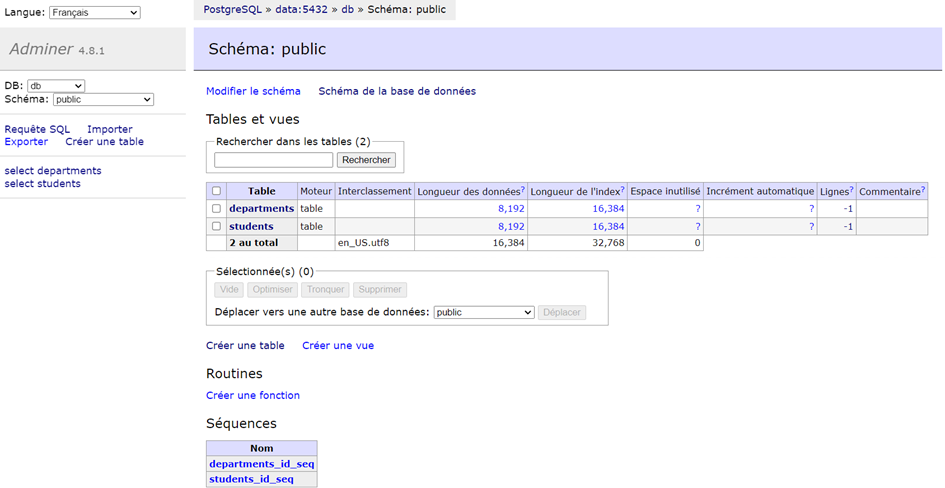 Langue: Français
PostgreSQL » data:5432 » db » Schéma: public
Adminer 4.8.1
Schéma: public
DB: db
Schéma: public
Modifier le schéma Schéma de la base de données
Requête SQL Importer
Exporter Créer une table
select departments
select students
Tables et vues
Rechercher dans les tables (2)
Rechercher
Table Moteur Interclassement Longueur des données? Longueur de l'index? Espace inutilisé Incrément automatique Lignes? Commentaire?
departments table 8,192 16,384 ? ? -1
students table 8,192 16,384 ? ? -1
2 au total en_US.utf8 16,384 32,768 0
Sélectionnée(s) (0)
Vide Optimiser Tronquer Supprimer
Déplacer vers une autre base de données: public Déplacer
Créer une table Créer une vue
Routines
Créer une fonction
Séquences
Nom
departments_id_seq
students_id_seq